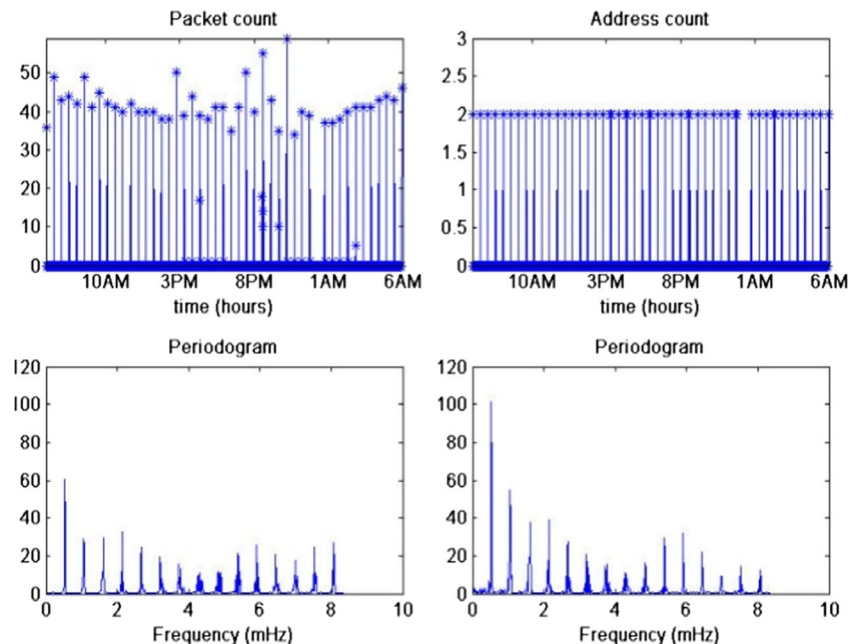 Packet count
50
40
30
20
10
0
10AM 3PM 8PM 1AM 6AM
time (hours)
Address count
3
2.5
2
1.5
1
0.5
0
10AM 3PM 8PM 1AM 6AM
time (hours)
Periodogram
120
100
80
60
40
20
0
0 2 4 6 8 10
Frequency (mHz)
Periodogram
120
100
80
60
40
20
0
0 2 4 6 8 10
Frequency (mHz)